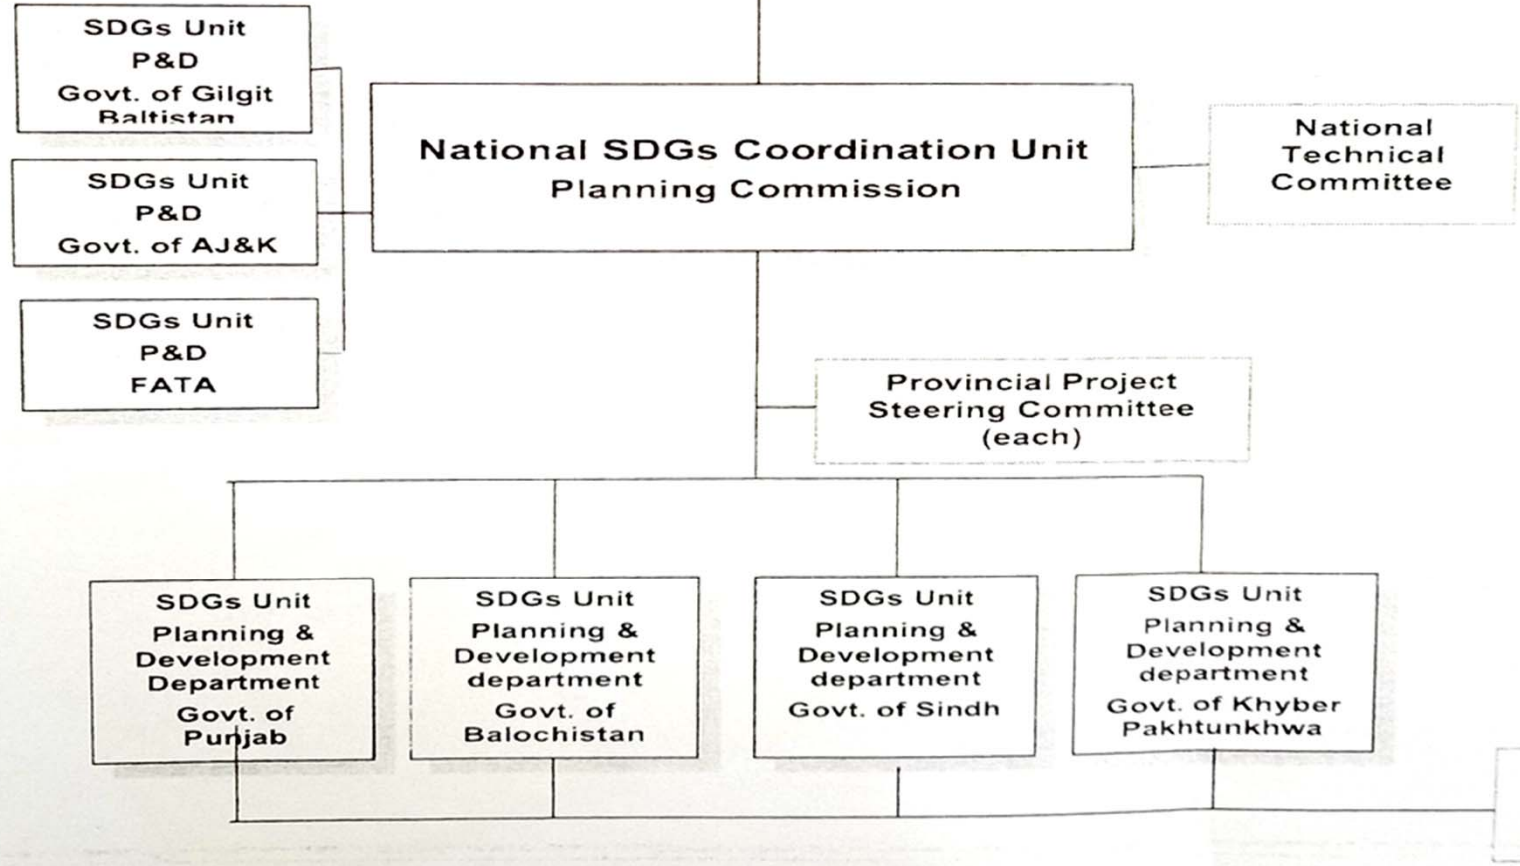 SDGs Unit
P&D
Govt. of Gilgit
Baltistan
SDGs Unit
P&D
Govt. of AJ&K
SDGs Unit
P&D
FATA
National SDGs Coordination Unit
Planning Commission
National
Technical
Committee
Provincial Project
Steering Committee
(each)
SDGs Unit
Planning &
Development
Department
Govt. of
Punjab
SDGs Unit
Planning &
Development
department
Govt. of
Balochistan
SDGs Unit
Planning &
Development
department
Govt. of Sindh
SDGs Unit
Planning &
Development
department
Govt. of Khyber
Pakhtunkhwa